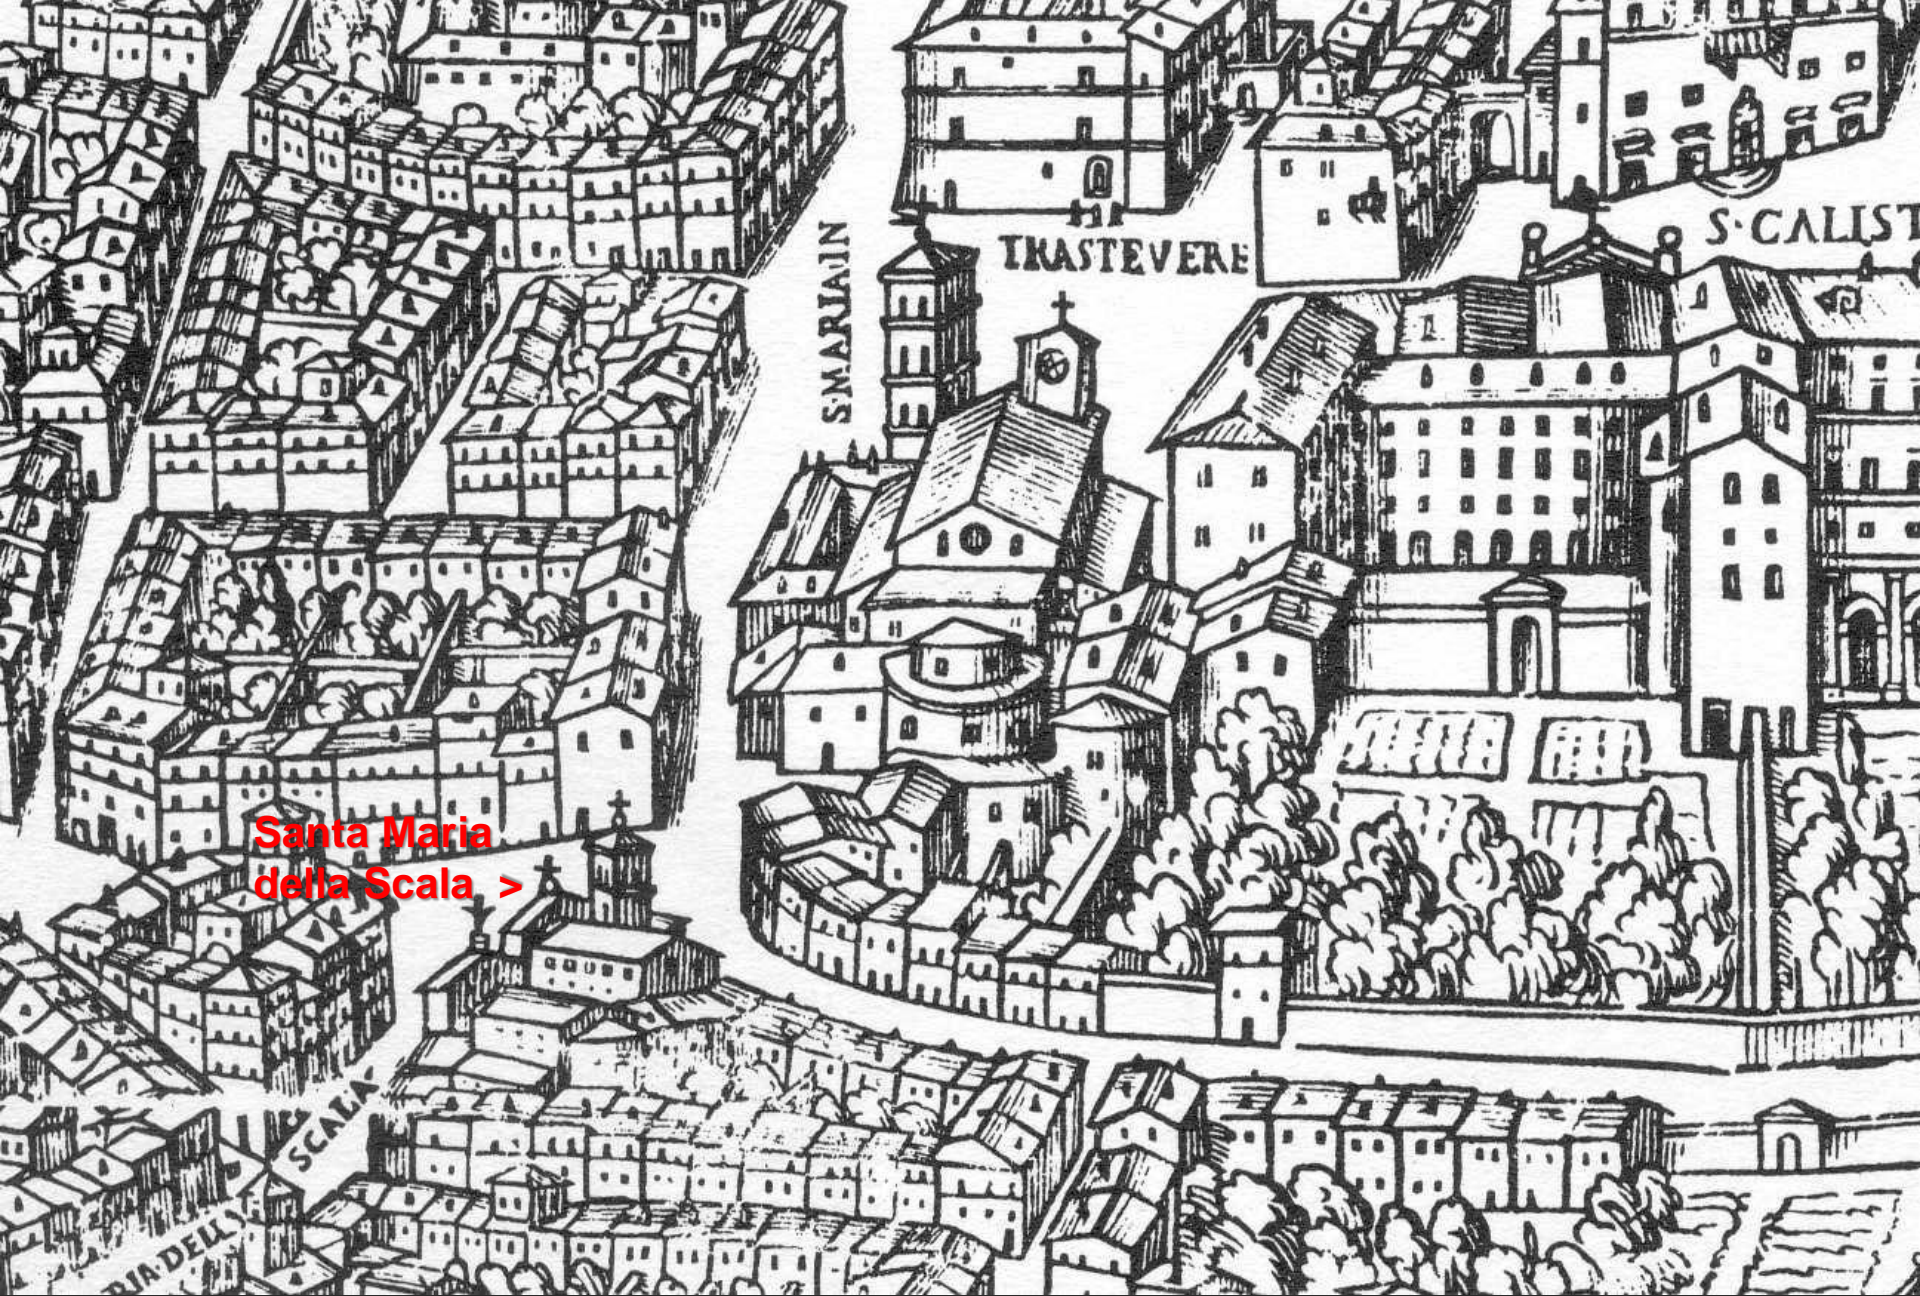 S·CALIST
TRASTEVERE
S·MARIA IN
Santa Maria
della Scala >
SCALA
RIA·DELL